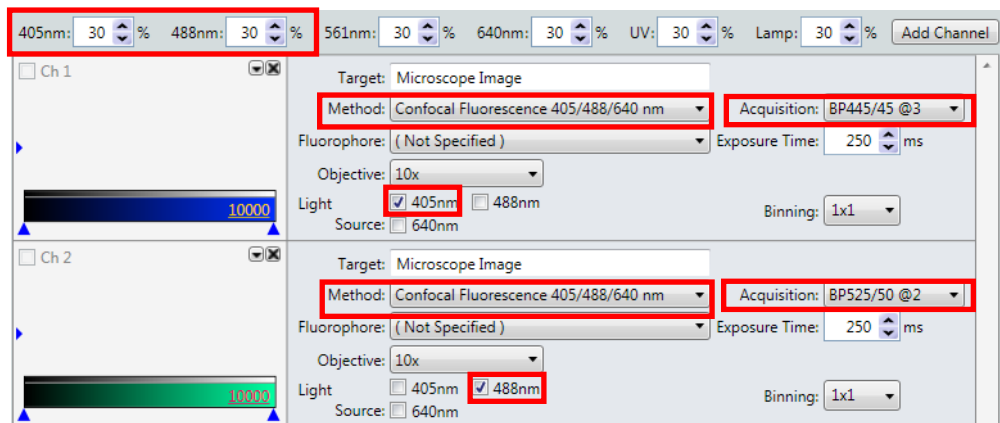 405nm: 30 % 488nm: 30 % 561nm: 30 % 640nm: 30 % UV: 30 % Lamp: 30 % Add Channel
Ch 1
Target: Microscope Image
Method: Confocal Fluorescence 405/488/640 nm Acquisition: BP445/45 @3
Fluorophore: ( Not Specified ) Exposure Time: 250 ms
Objective: 10x
10000
Light Source: 405nm 488nm 640nm
Binning: 1x1
Ch 2
Target: Microscope Image
Method: Confocal Fluorescence 405/488/640 nm Acquisition: BP525/50 @2
Fluorophore: ( Not Specified ) Exposure Time: 250 ms
Objective: 10x
10000
Light Source: 405nm 488nm 640nm
Binning: 1x1